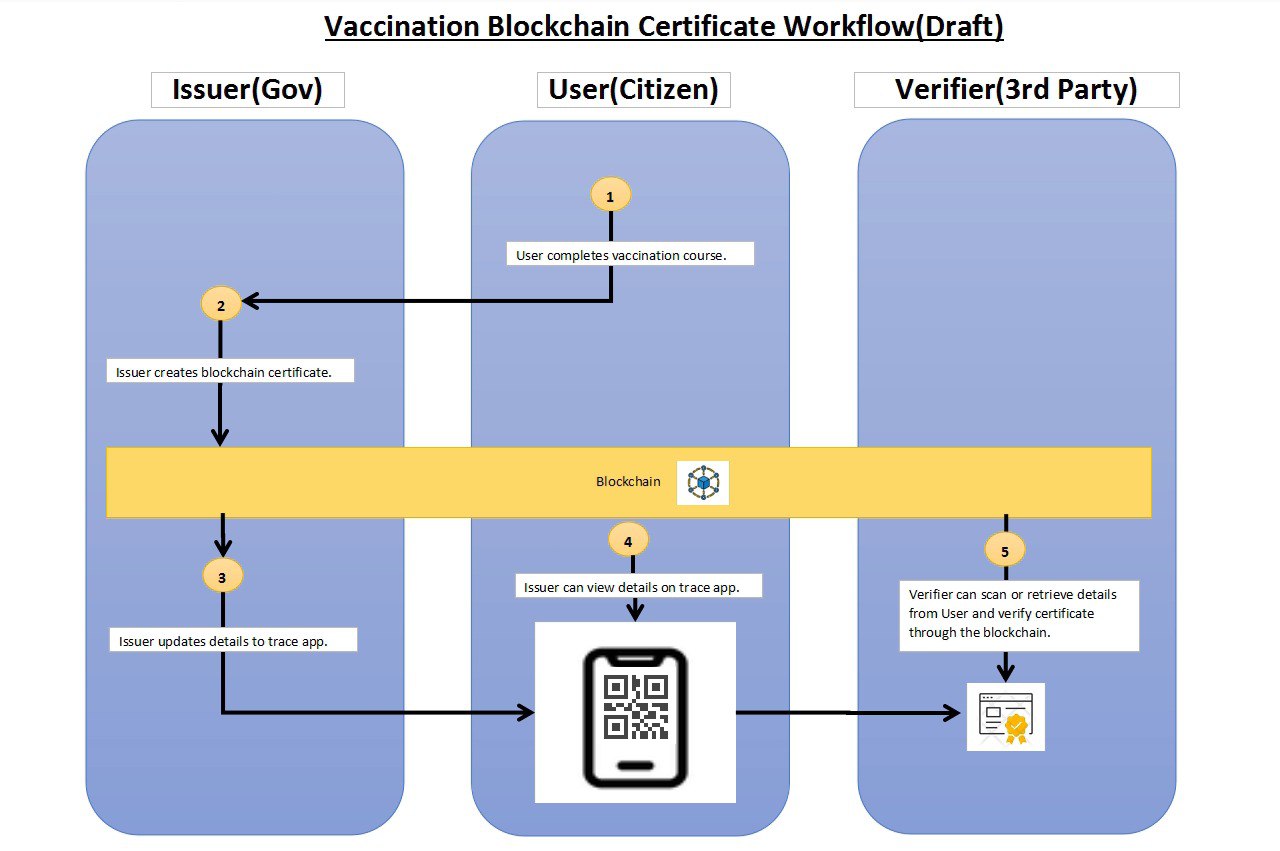 Vaccination Blockchain Certificate Workflow(Draft)
Issuer(Gov)
User(Citizen)
Verifier(3rd Party)
1
User completes vaccination course.
2
Issuer creates blockchain certificate.
Blockchain
3
Issuer updates details to trace app.
4
Issuer can view details on trace app.
5
Verifier can scan or retrieve details
from User and verify certificate
through the blockchain.